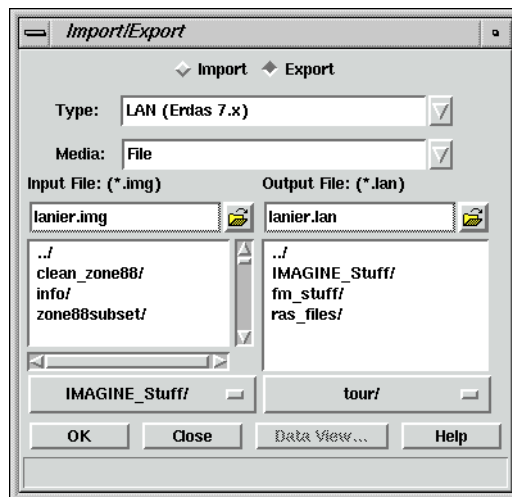 Import/Export
Import Export
Type: LAN (Erdas 7.x)
Media: File
Input File: (*.img) Output File: (*.lan)
lanier.img lanier.lan
../ ../
clean_zone88/ IMAGINE_Stuff/
info/ fm_stuff/
zone88subset/ ras_files/
IMAGINE_Stuff/ tour/
OK Close Data View... Help